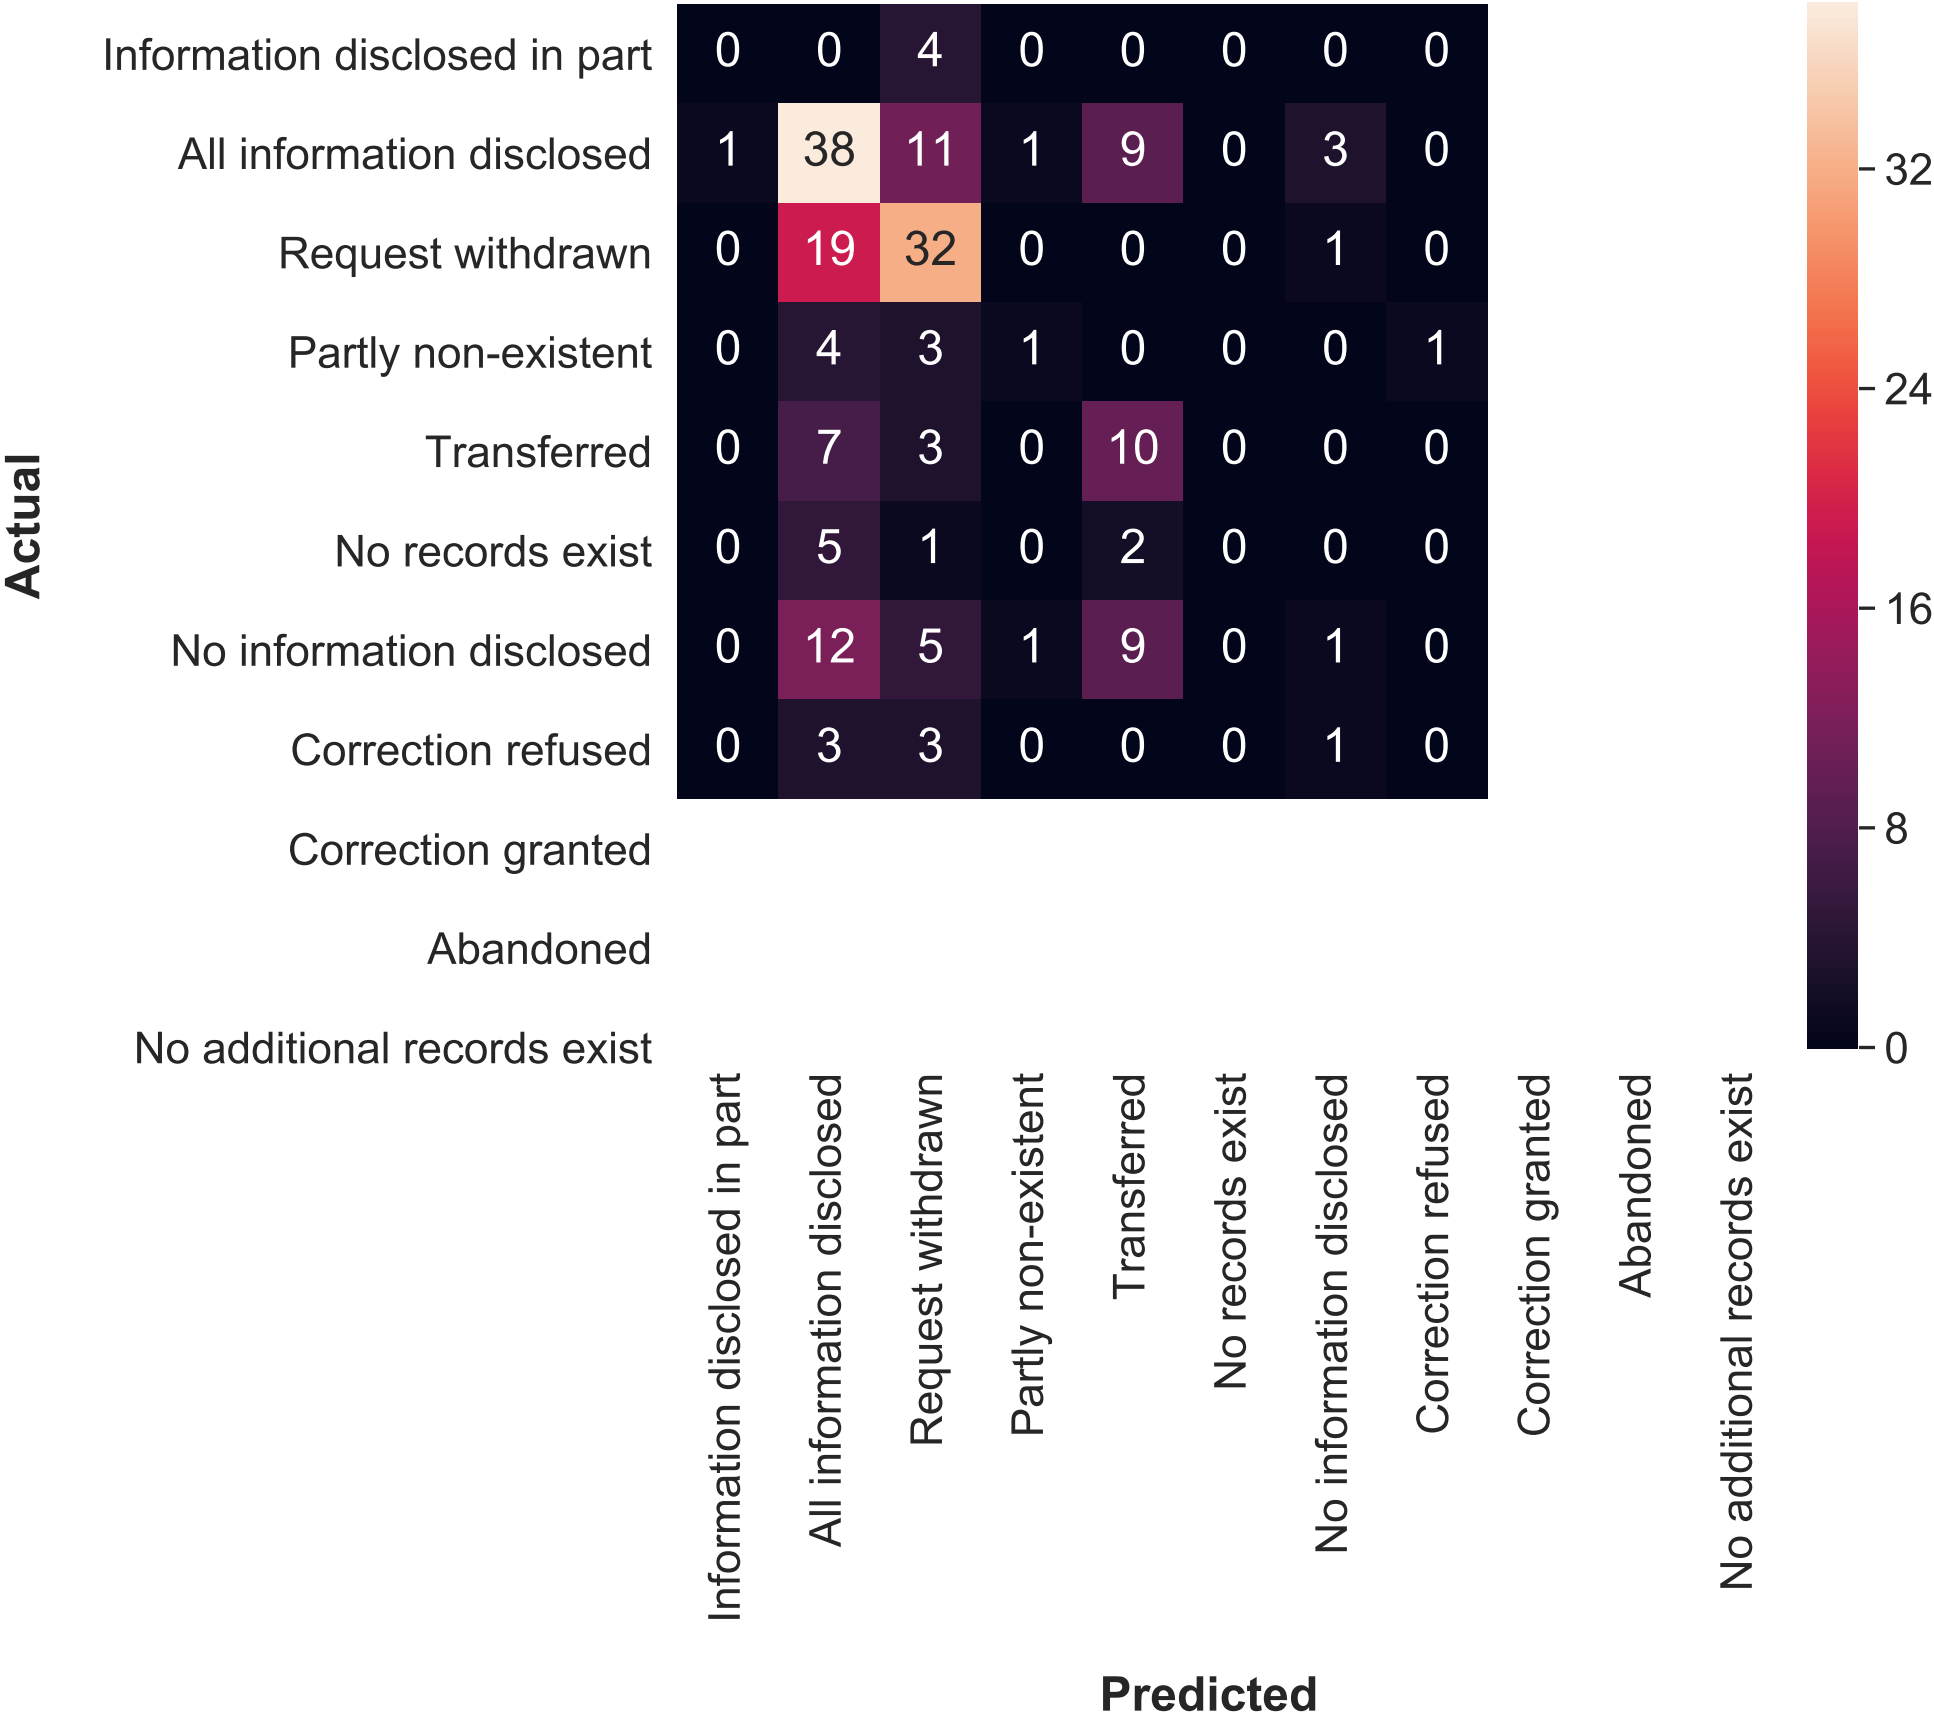 Information disclosed in part 0 0 4 0 0 0 0 0
All information disclosed 1 38 11 1 9 0 3 0
Request withdrawn 0 19 32 0 0 0 1 0
Partly non-existent 0 4 3 1 0 0 0 1
Transferred 0 7 3 0 10 0 0 0
No records exist 0 5 1 0 2 0 0 0
No information disclosed 0 12 5 1 9 0 1 0
Correction refused 0 3 3 0 0 0 1 0
Correction granted
Abandoned
No additional records exist
Actual
32
24
16
8
0
Information disclosed in part
All information disclosed
Request withdrawn
Partly non-existent
Transferred
No records exist
No information disclosed
Correction refused
Correction granted
Abandoned
No additional records exist
Predicted